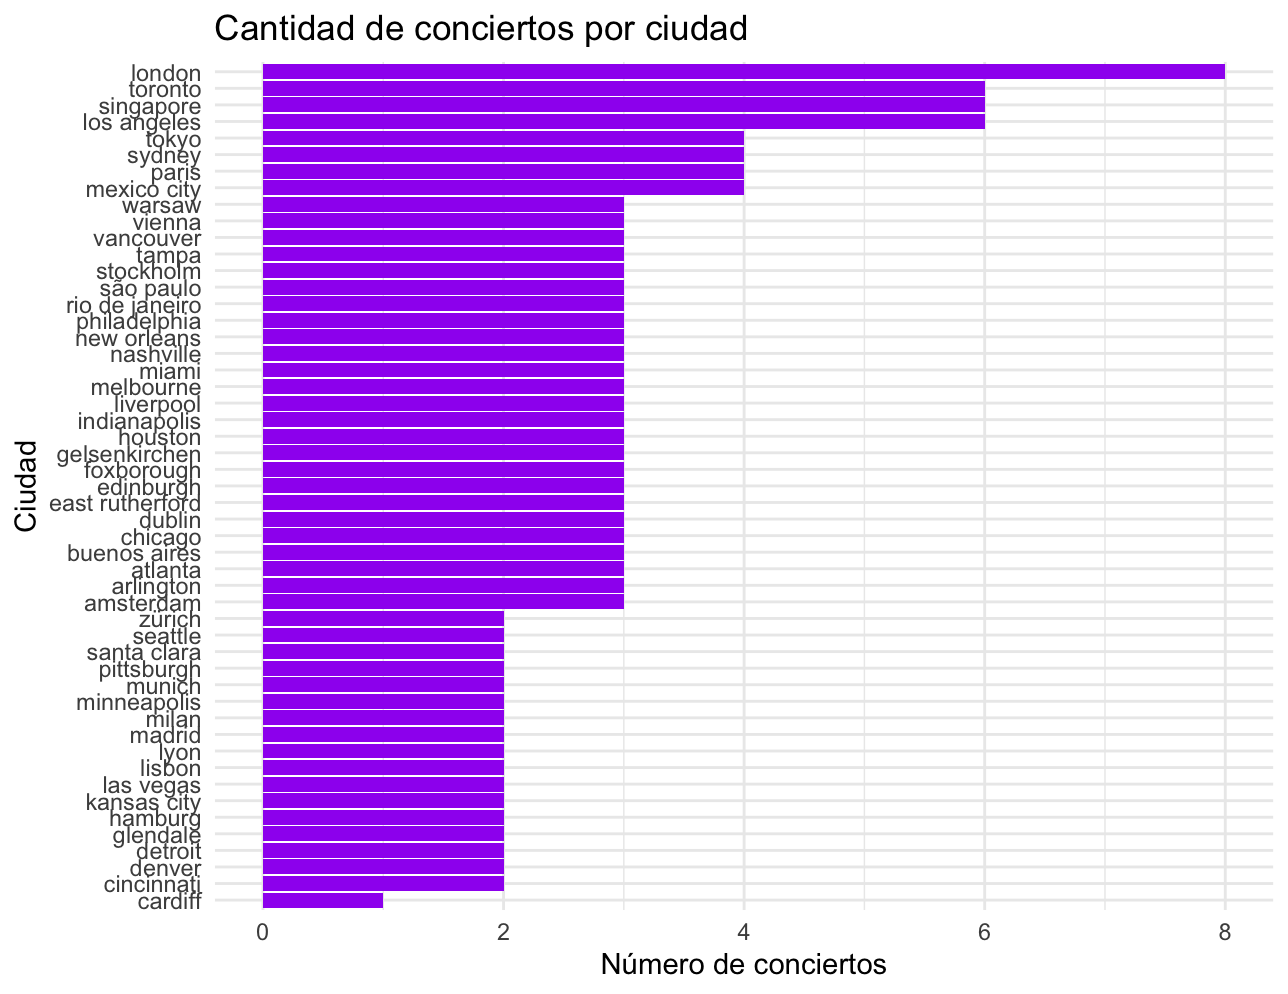 Cantidad de conciertos por ciudad
london
toronto
singapore
los angeles
tokyo
sydney
paris
mexico city
warsaw
vienna
vancouver
tampa
stockholm
são paulo
rio de janeiro
philadelphia
new orleans
nashville
miami
melbourne
liverpool
indianapolis
houston
gelsenkirchen
foxborough
edinburgh
east rutherford
dublin
chicago
buenos aires
atlanta
arlington
amsterdam
zürich
seattle
santa clara
pittsburgh
munich
minneapolis
milan
madrid
lyon
lisbon
las vegas
kansas city
hamburg
glendale
detroit
denver
cincinnati
cardiff
Ciudad
0 2 4 6 8
Número de conciertos